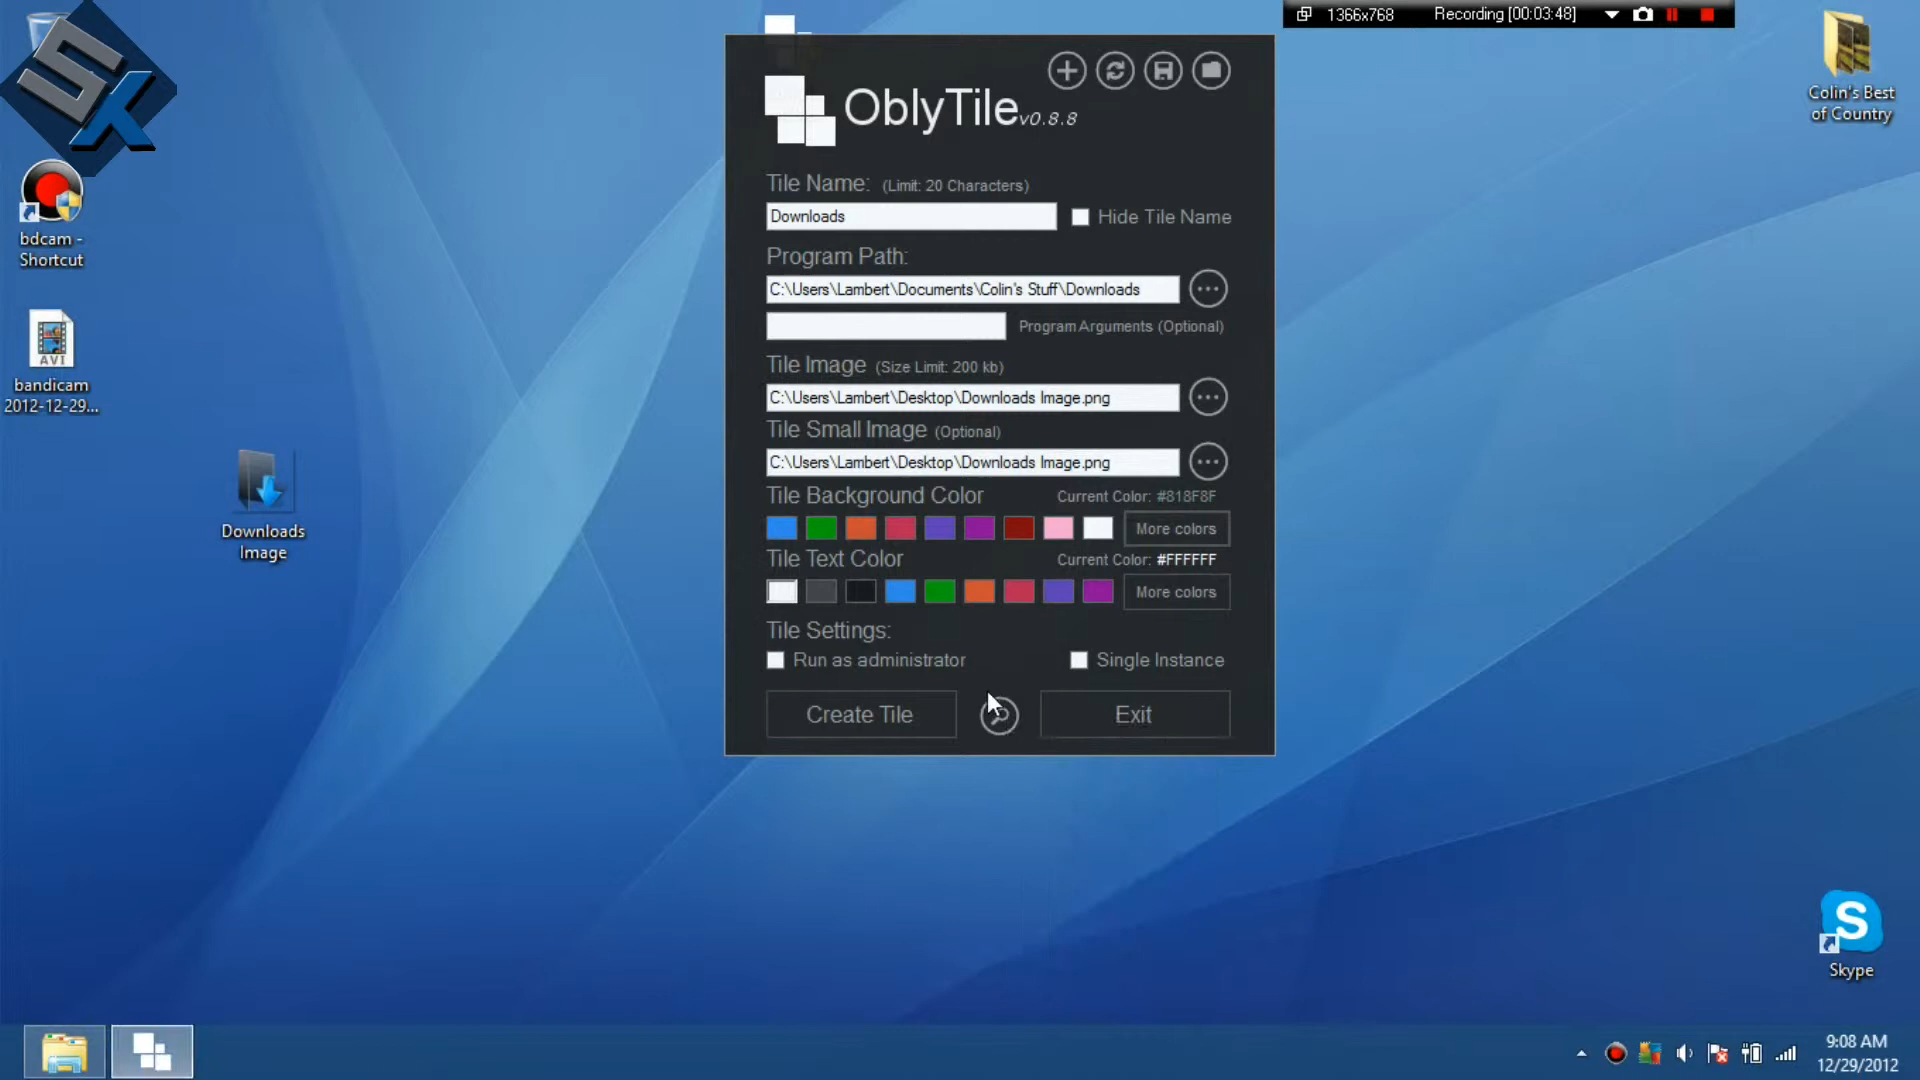 1366x768 Recording [00:03:48]
SX
Colin's Best
of Country
OblyTile v0.8.8
Tile Name: (Limit: 20 Characters)
Downloads Hide Tile Name
bdcam -
Shortcut
Program Path:
C:\Users\Lambert\Documents\Colin's Stuff\Downloads
Program Arguments (Optional)
AVI
bandicam
2012-12-29...
Tile Image (Size Limit: 200 kb)
C:\Users\Lambert\Desktop\Downloads Image.png
Tile Small Image (Optional)
C:\Users\Lambert\Desktop\Downloads Image.png
Tile Background Color Current Color: #818F8F
More colors
Downloads
Image
Tile Text Color Current Color: #FFFFFF
More colors
Tile Settings:
Run as administrator Single Instance
Create Tile Exit
S
Skype
9:08 AM
12/29/2012